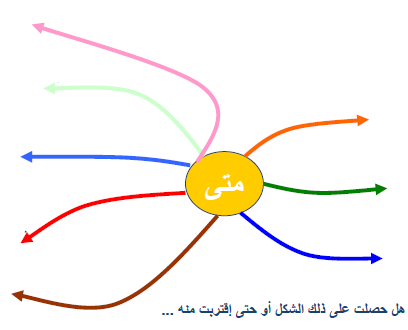 متى
هل حصلت على ذلك الشكل أو حتى إقتربت منه ...